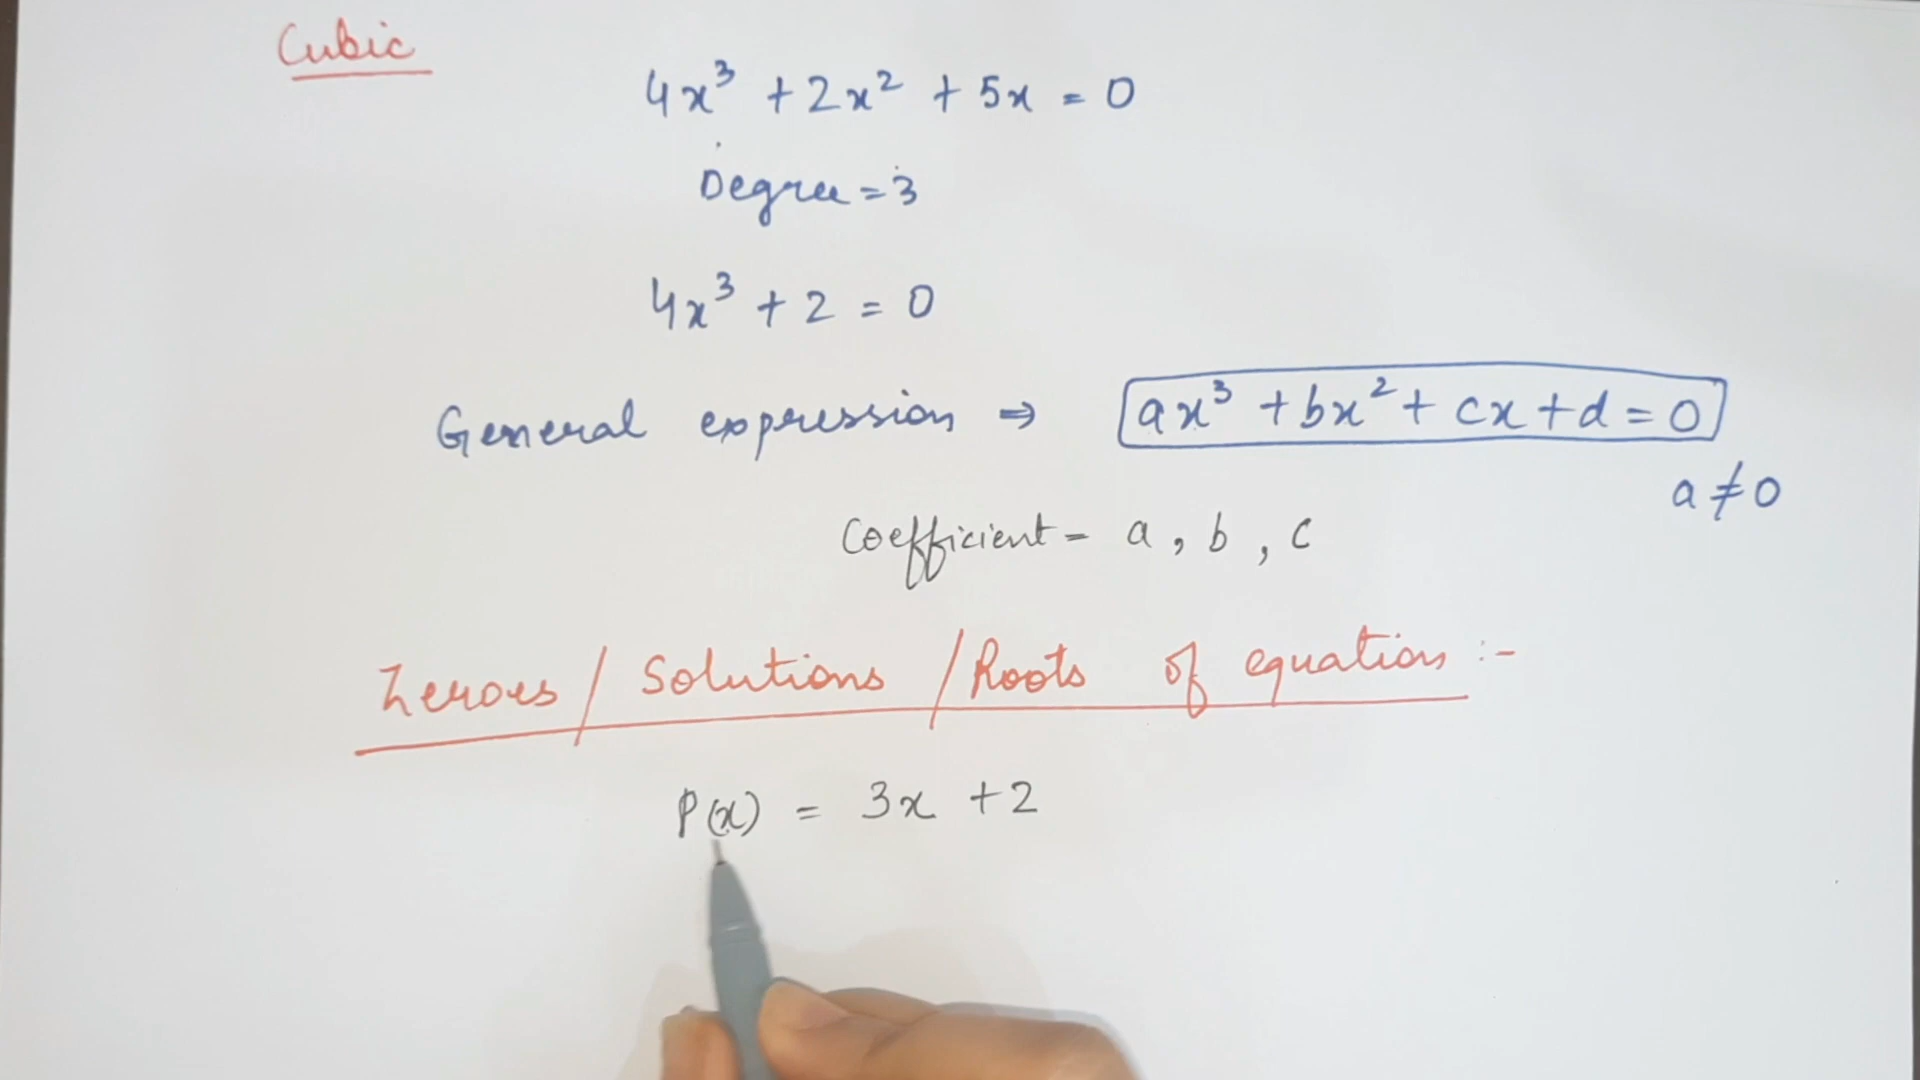 Cubic
4x³ + 2x² + 5x = 0
Degree = 3
4x³ + 2 = 0
General expression ⇒ ax³ + bx² + cx + d = 0
a ≠ 0
Coefficient = a, b, c
Zeroes / Solutions / Roots of equation :-
P(x) = 3x + 2